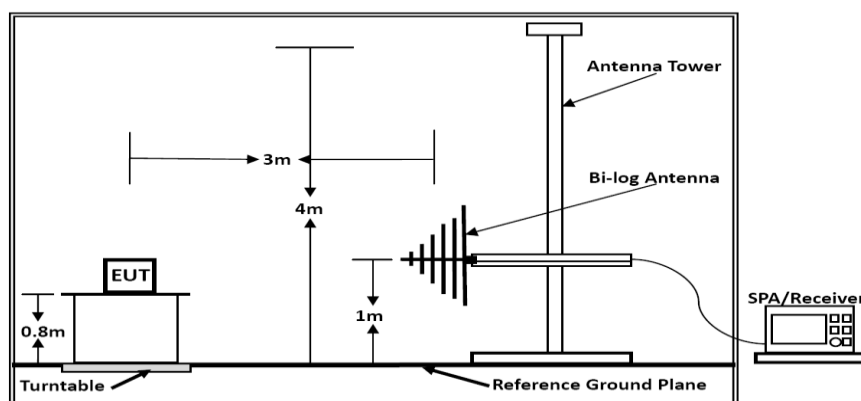 Antenna Tower
3m
Bi-log Antenna
4m
EUT
SPA/Receiver
0.8m
1m
Turntable
Reference Ground Plane